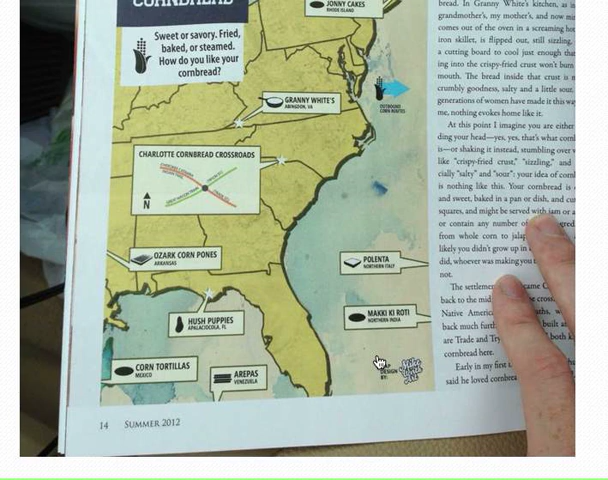 CORNBREAD
Sweet or savory. Fried,
baked, or steamed.
How do you like your
cornbread?
JONNY CAKES
RHODE ISLAND
OUTBOUND
CORN ROUTES
GRANNY WHITE'S
ABINGDON, VA
CHARLOTTE CORNBREAD CROSSROADS
N
OZARK CORN PONES
ARKANSAS
POLENTA
NORTHERN ITALY
HUSH PUPPIES
APALACHICOLA, FL
MAKKI KI ROTI
NORTHERN INDIA
CORN TORTILLAS
MEXICO
AREPAS
VENEZUELA
DESIGN
BY:
14 SUMMER 2012
bread. In Granny White's kitchen, as i
grandmother's, my mother's, and now mi
comes out of the oven in a screaming hot
iron skillet, is flipped out, still sizzling,
a cutting board to cool just enough that
ing into the crispy-fried crust won't burn
mouth. The bread inside that crust is
crumbly goodness, salty and a little sour,
generations of women have made it this way
me, nothing evokes home like it.
At this point I imagine you are either
ding your head—yes, yes, that's what
is—or shaking it instead, stumbling over
like "crispy-fried crust," "sizzling," and
cially "salty" and "sour": your idea of corn
is nothing like this. Your cornbread is
and sweet, baked in a pan or dish, and cut
squares, and might be served with jam or a
or contain any number of
from whole corn to
likely you didn't grow up in
did, whoever was making you
not.
The came
back to the mid cross
Native
back much built
are Trade and both
cornbread here.
Early in my first
said he loved